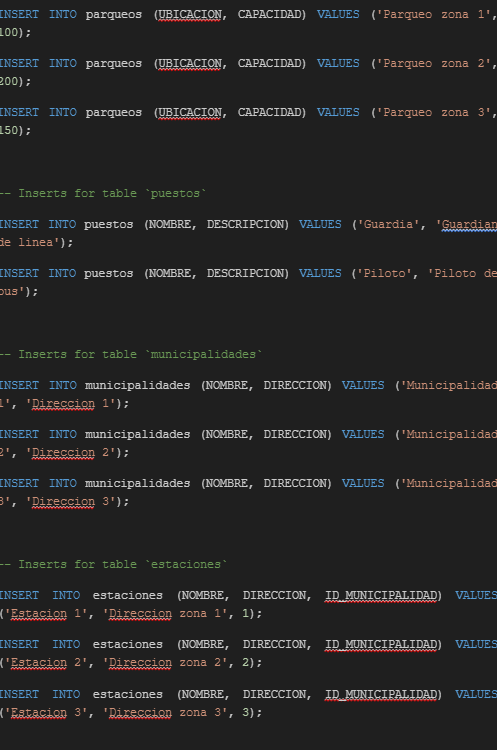 INSERT INTO parqueos (UBICACION, CAPACIDAD) VALUES ('Parqueo zona 1',
100);
INSERT INTO parqueos (UBICACION, CAPACIDAD) VALUES ('Parqueo zona 2',
200);
INSERT INTO parqueos (UBICACION, CAPACIDAD) VALUES ('Parqueo zona 3',
150);
-- Inserts for table `puestos`
INSERT INTO puestos (NOMBRE, DESCRIPCION) VALUES ('Guardia', 'Guardian
de linea');
INSERT INTO puestos (NOMBRE, DESCRIPCION) VALUES ('Piloto', 'Piloto de
bus');
-- Inserts for table `municipalidades`
INSERT INTO municipalidades (NOMBRE, DIRECCION) VALUES ('Municipalidad
1', 'Direccion 1');
INSERT INTO municipalidades (NOMBRE, DIRECCION) VALUES ('Municipalidad
2', 'Direccion 2');
INSERT INTO municipalidades (NOMBRE, DIRECCION) VALUES ('Municipalidad
3', 'Direccion 3');
-- Inserts for table `estaciones`
INSERT INTO estaciones (NOMBRE, DIRECCION, ID_MUNICIPALIDAD) VALUES
('Estacion 1', 'Direccion zona 1', 1);
INSERT INTO estaciones (NOMBRE, DIRECCION, ID_MUNICIPALIDAD) VALUES
('Estacion 2', 'Direccion zona 2', 2);
INSERT INTO estaciones (NOMBRE, DIRECCION, ID_MUNICIPALIDAD) VALUES
('Estacion 3', 'Direccion zona 3', 3);